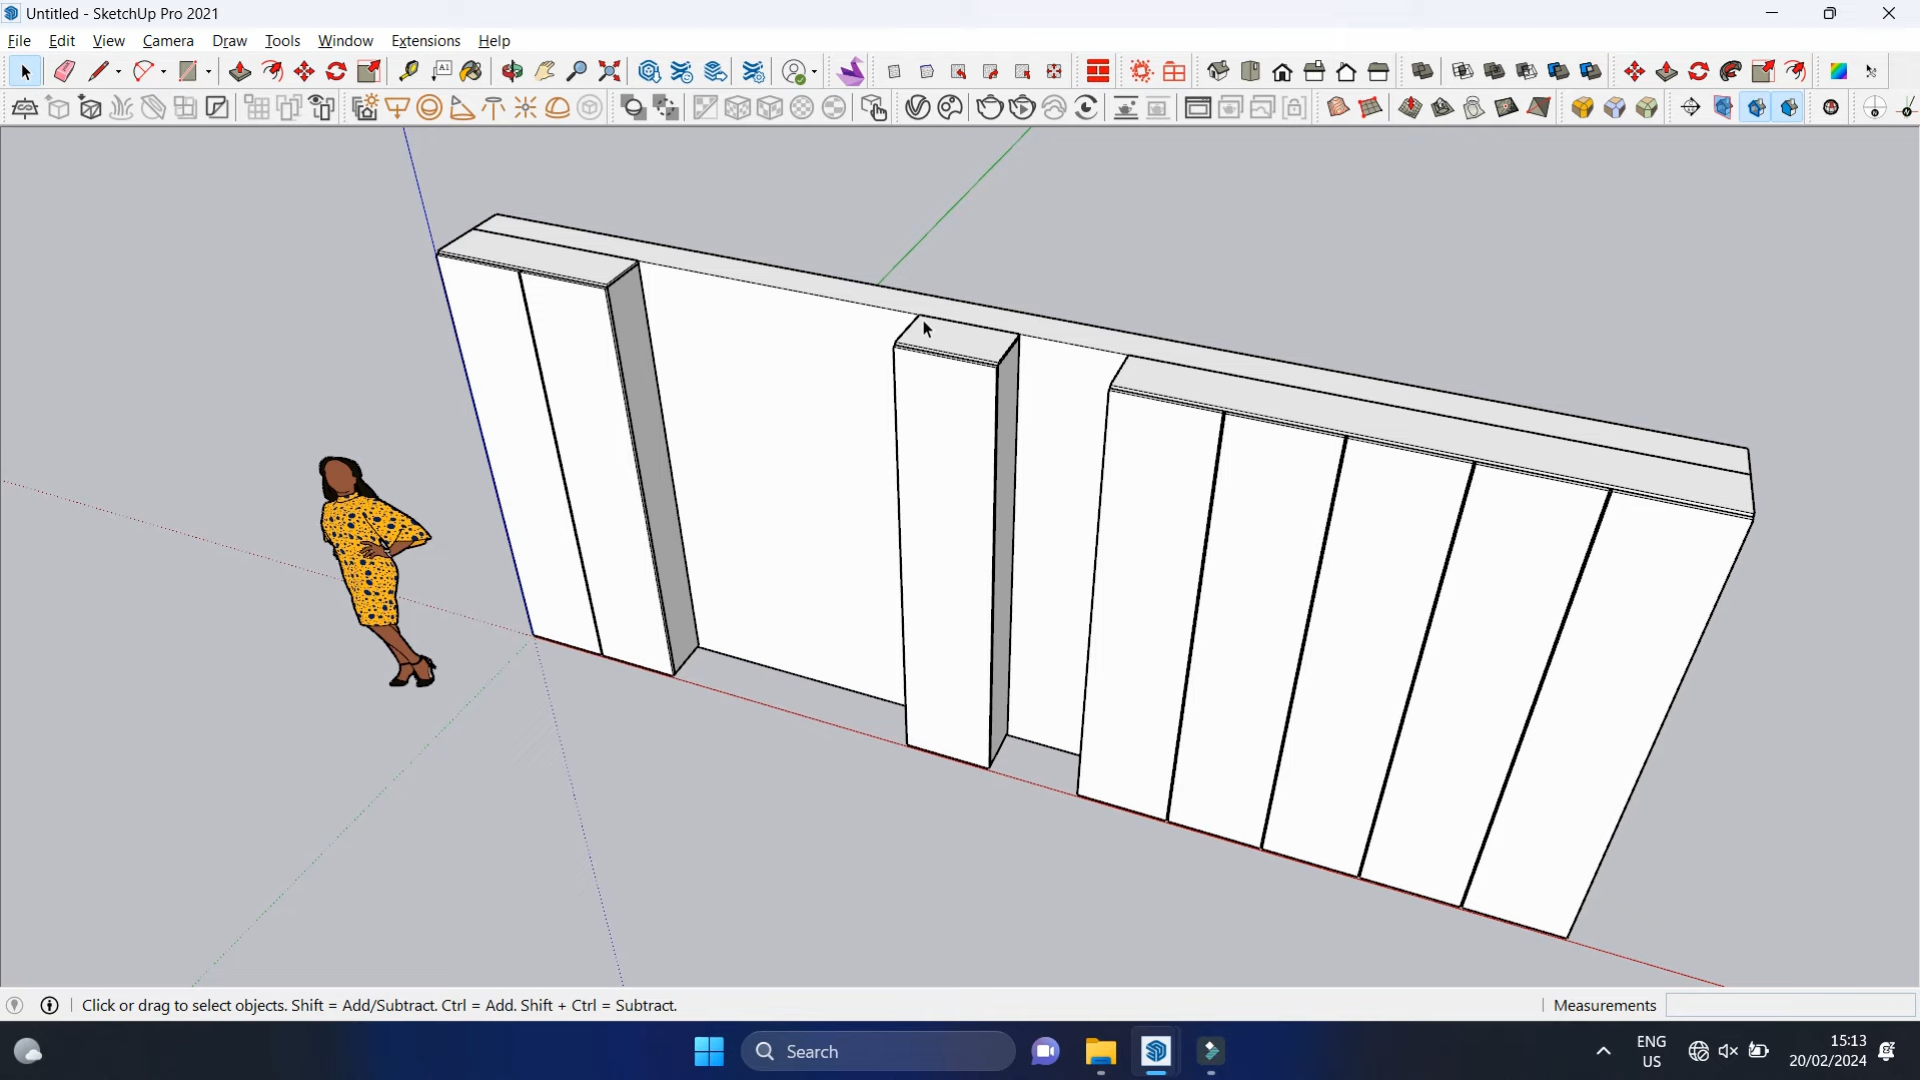 Untitled - SketchUp Pro 2021
File Edit View Camera Draw Tools Window Extensions Help
Click or drag to select objects. Shift = Add/Subtract. Ctrl = Add. Shift + Ctrl = Subtract.
Measurements
Search
ENG
US
15:13
20/02/2024